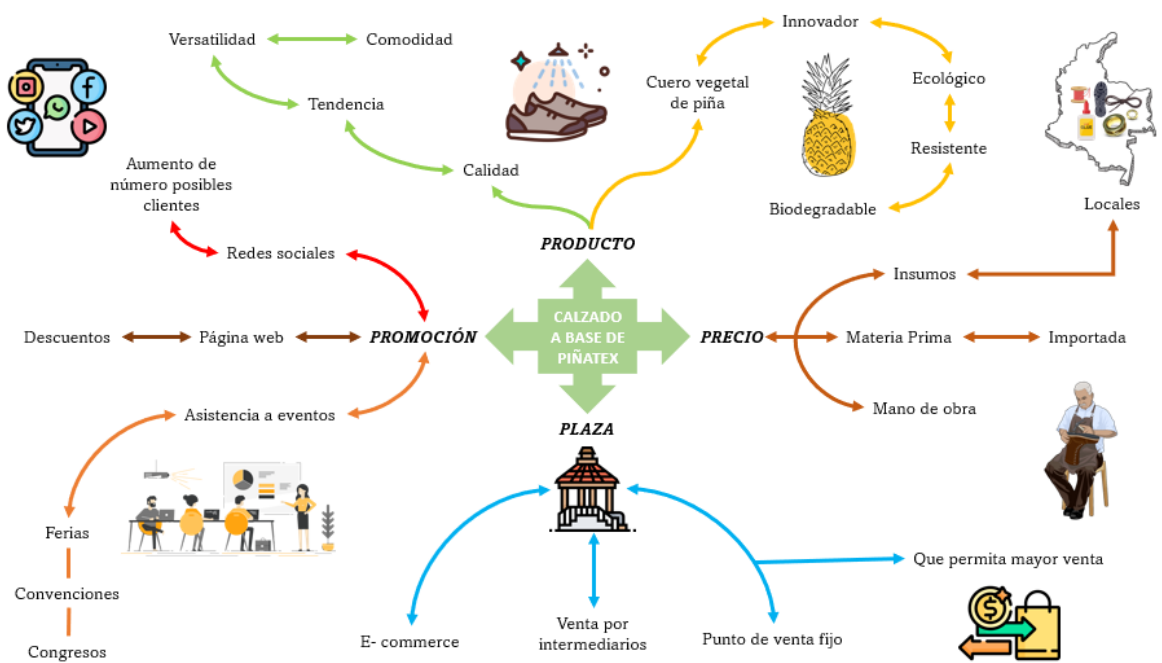 Versatilidad
Comodidad
Tendencia
Calidad
Innovador
Cuero vegetal
de piña
Ecológico
Resistente
Biodegradable
Locales
Aumento de
número posibles
clientes
Redes sociales
PRODUCTO
Insumos
Descuentos
Página web
PROMOCIÓN
CALZADO
A BASE DE
PIÑATEX
PRECIO
Materia Prima
Importada
Asistencia a eventos
Mano de obra
PLAZA
Ferias
Convenciones
Congresos
E- commerce
Venta por
intermediarios
Punto de venta fijo
Que permita mayor venta